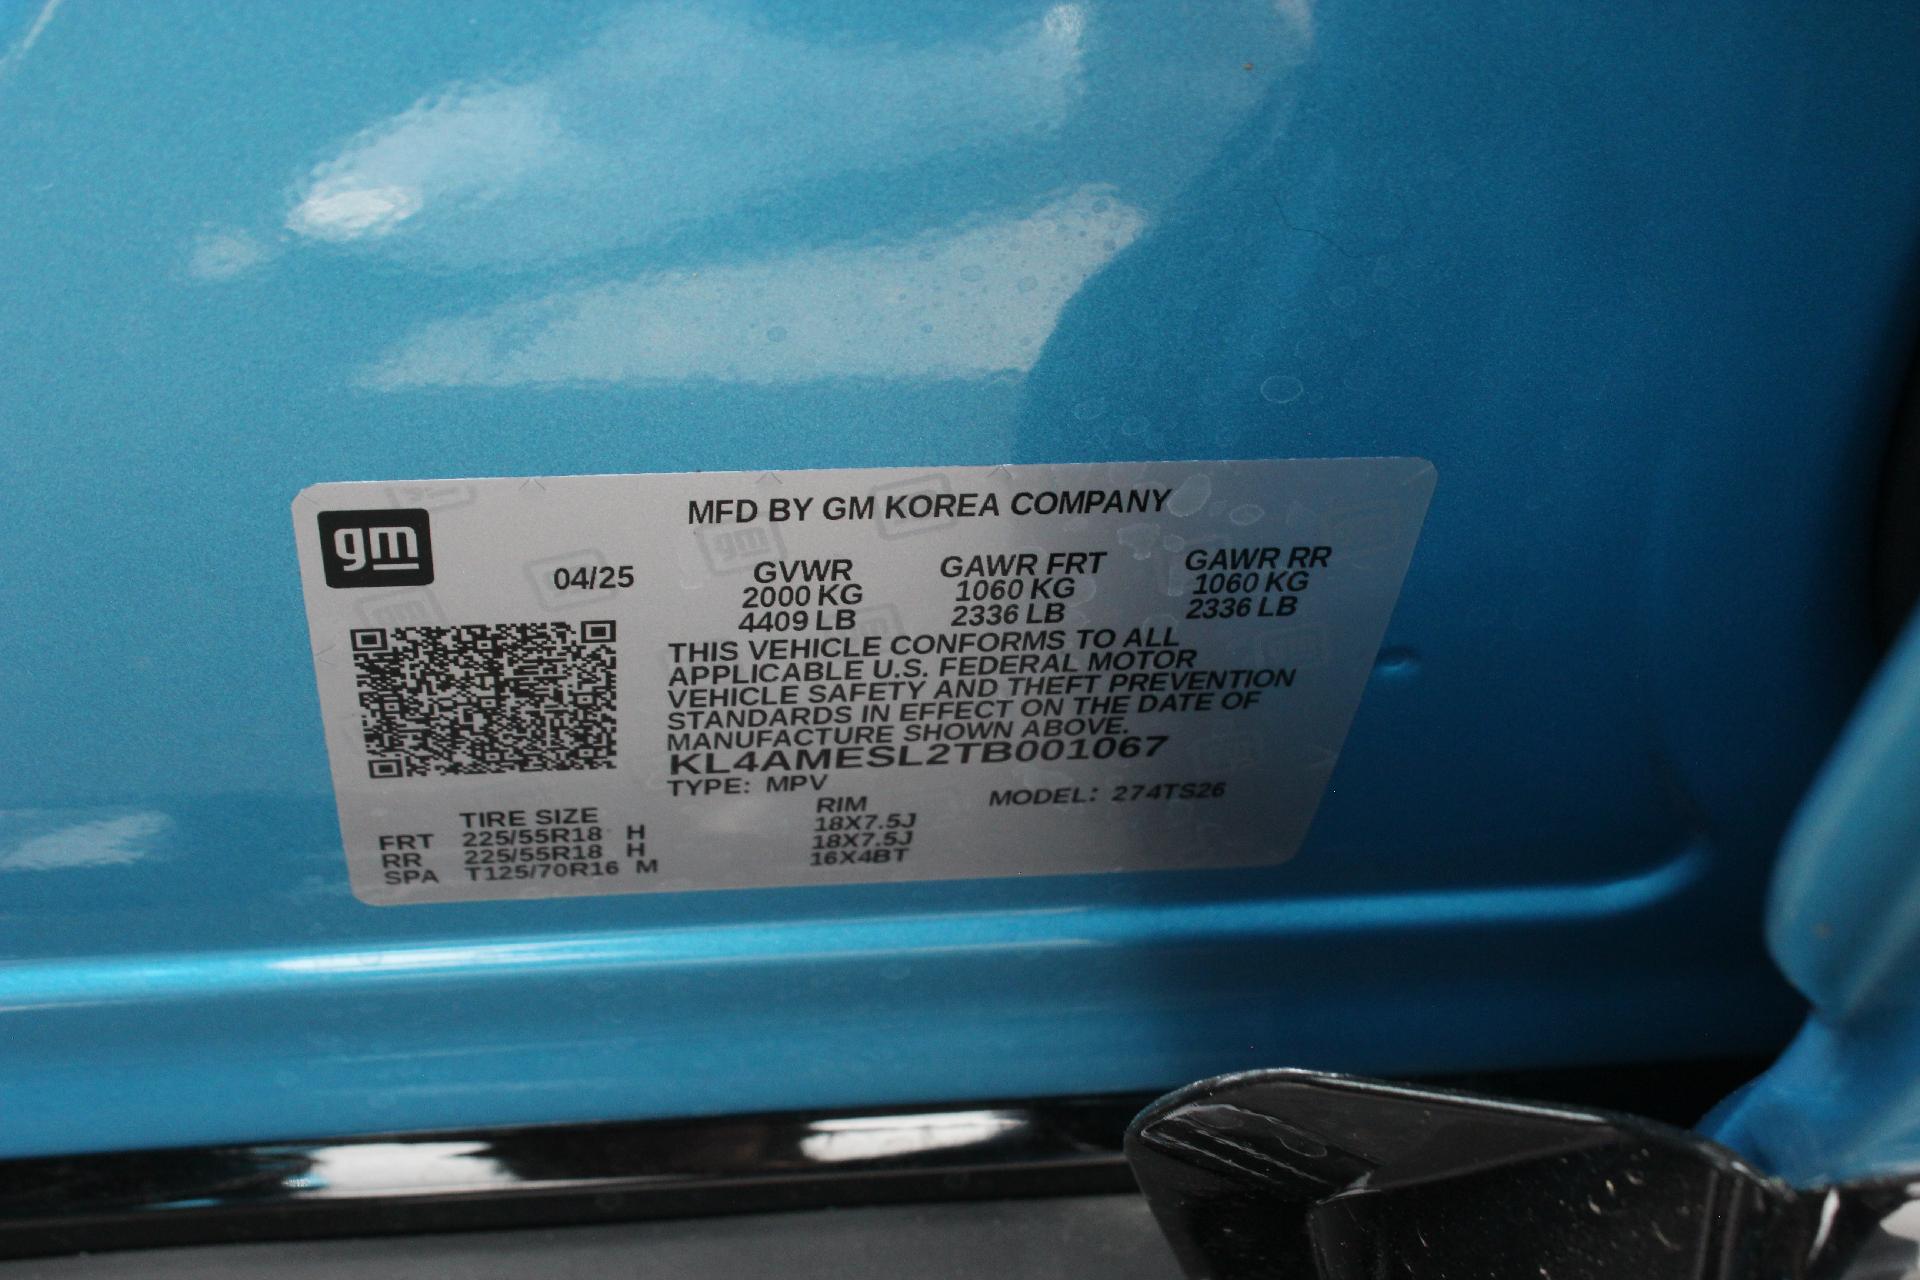 gm
MFD BY GM KOREA COMPANY
04/25 GVWR GAWR FRT GAWR RR
2000 KG 1060 KG 1060 KG
4409 LB 2336 LB 2336 LB
THIS VEHICLE CONFORMS TO ALL
APPLICABLE U.S. FEDERAL MOTOR
VEHICLE SAFETY AND THEFT PREVENTION
STANDARDS IN EFFECT ON THE DATE OF
MANUFACTURE SHOWN ABOVE.
KL4AMESL2TB001067
TYPE: MPV MODEL: 274TS26
TIRE SIZE RIM
FRT 225/55R18 H 18X7.5J
RR 225/55R18 H 18X7.5J
SPA T125/70R16 M 16X4BT